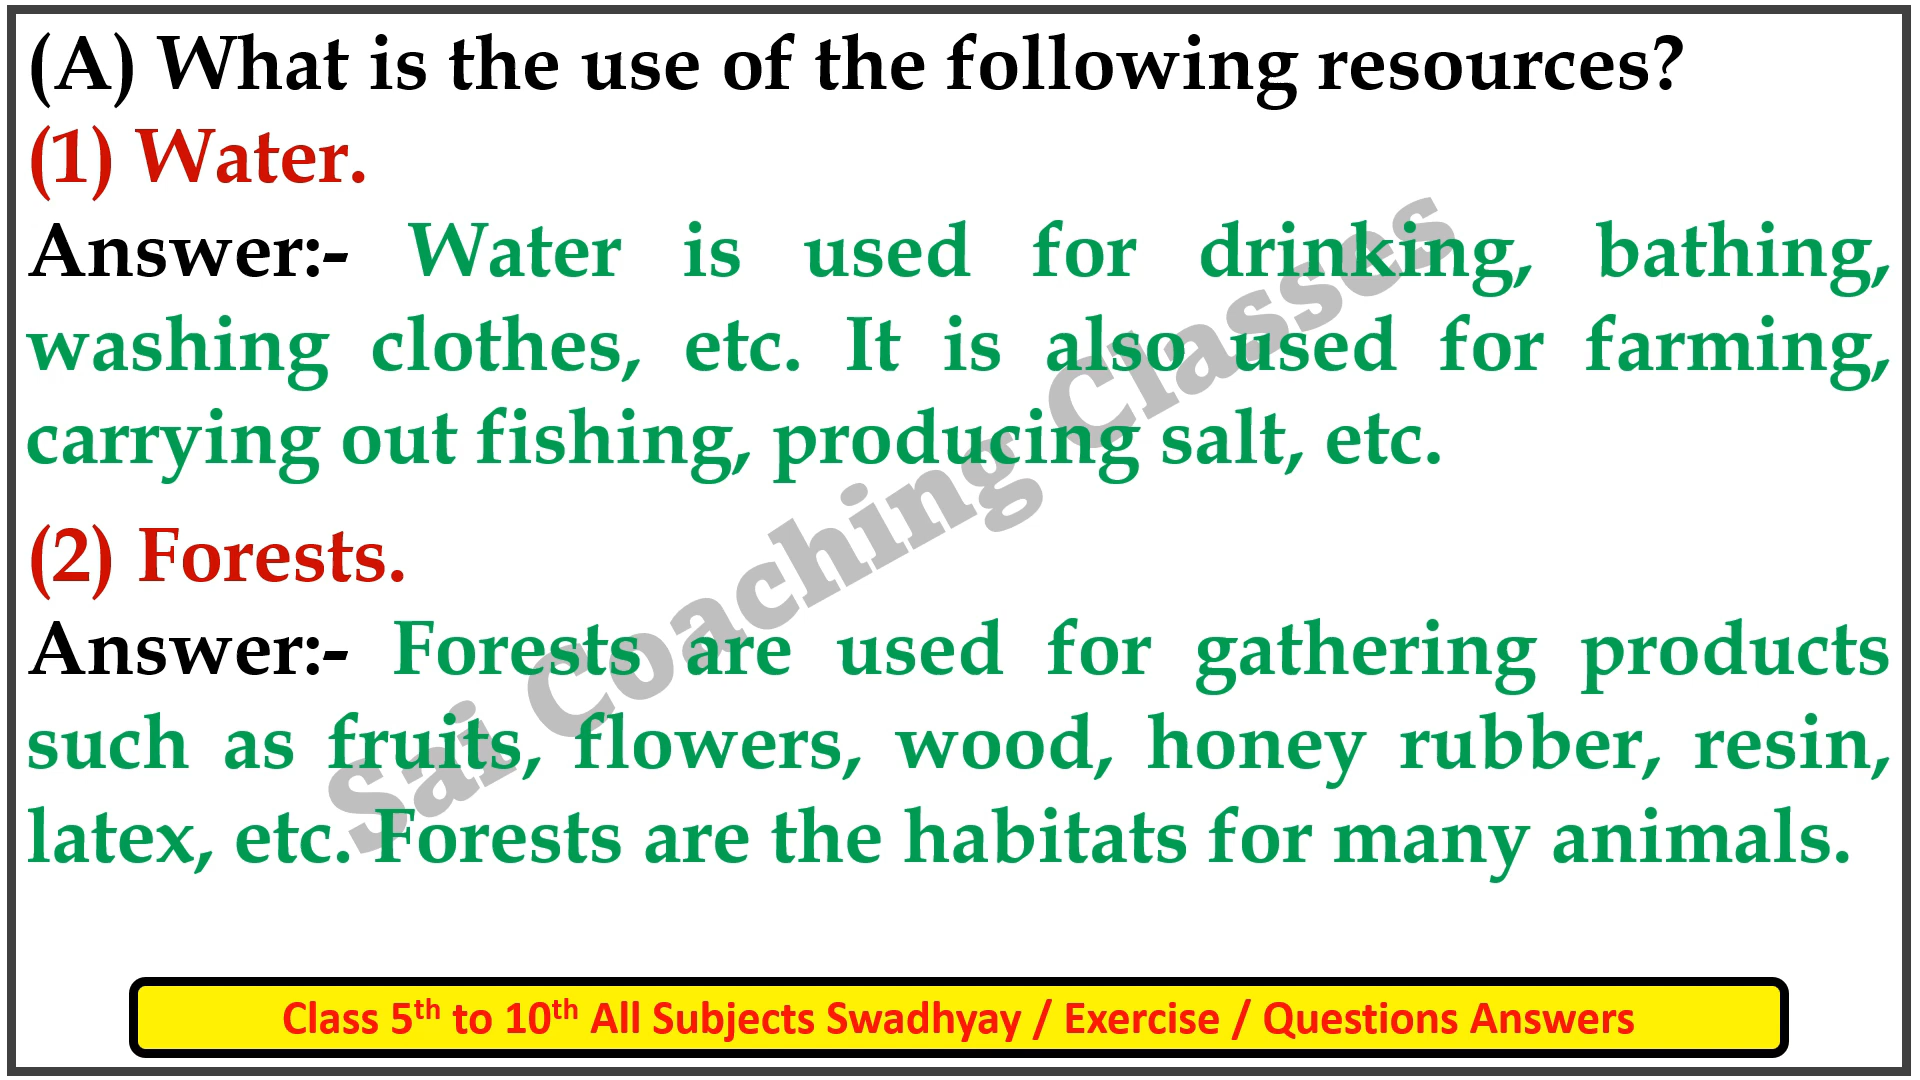 (A) What is the use of the following resources?
(1) Water.
Answer:- Water is used for drinking, bathing,
washing clothes, etc. It is also used for farming,
carrying out fishing, producing salt, etc.
(2) Forests.
Answer:- Forests are used for gathering products
such as fruits, flowers, wood, honey rubber, resin,
latex, etc. Forests are the habitats for many animals.
Sai Coaching Classes
Class 5th to 10th All Subjects Swadhyay / Exercise / Questions Answers